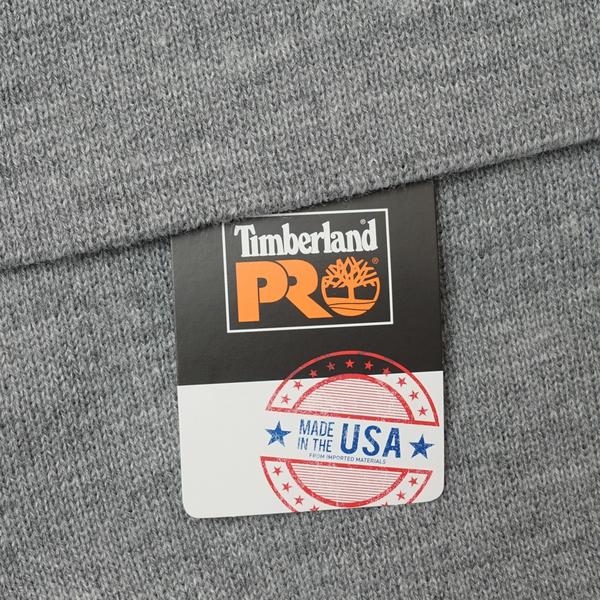 Timberland®
PRO®
MADE
IN THE USA
FROM IMPORTED MATERIALS